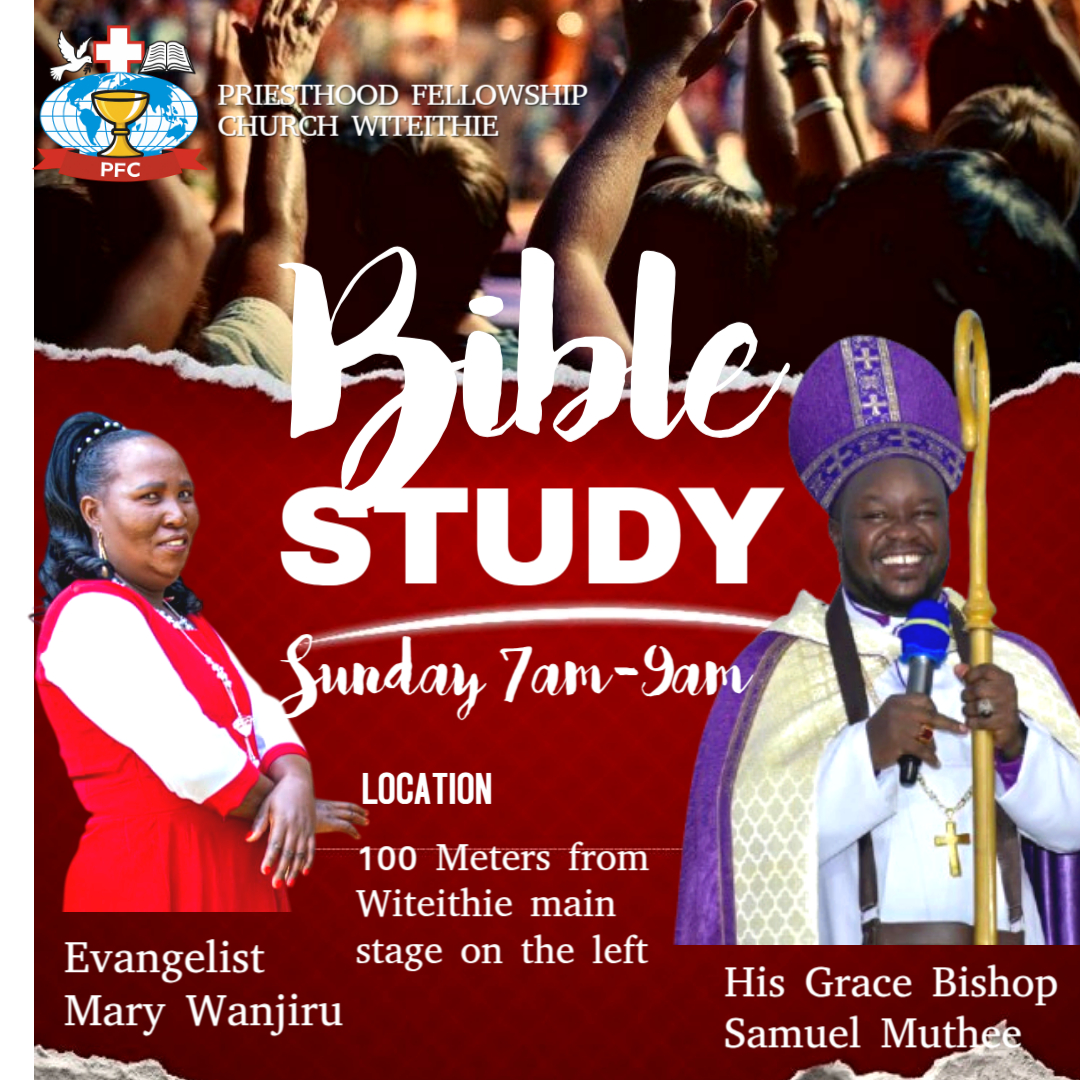 PRIESTHOOD FELLOWSHIP
CHURCH WITEITHIE
PFC
Bible
STUDY
Sunday 7am-9am
LOCATION
100 Meters from
Witeithie main
stage on the left
Evangelist
Mary Wanjiru
His Grace Bishop
Samuel Muthee